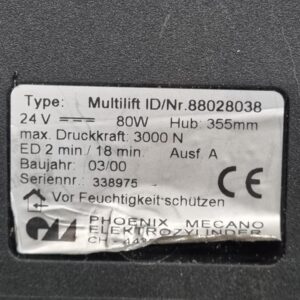 Type: Multilift ID/Nr.88028038
24 V 80W Hub: 355mm
max. Druckkraft: 3000 N
ED 2 min / 18 min. Ausf. A
Baujahr: 03/00
Seriennr.: 338975
CE
Vor Feuchtigkeit schützen
PHOENIX MECANO
ELEKTROZYLINDER